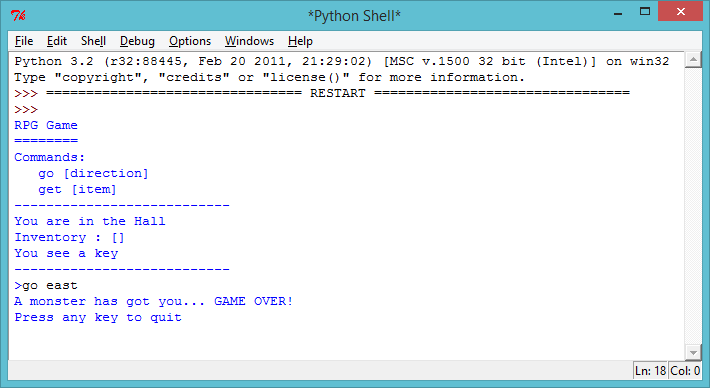 *Python Shell*
File Edit Shell Debug Options Windows Help
Python 3.2 (r32:88445, Feb 20 2011, 21:29:02) [MSC v.1500 32 bit (Intel)] on win32
Type "copyright", "credits" or "license()" for more information.
>>> ================================ RESTART ================================
>>>
RPG Game
========
Commands:
   go [direction]
   get [item]
---------------------------
You are in the Hall
Inventory : []
You see a key
---------------------------
>go east
A monster has got you... GAME OVER!
Press any key to quit
Ln: 18 Col: 0